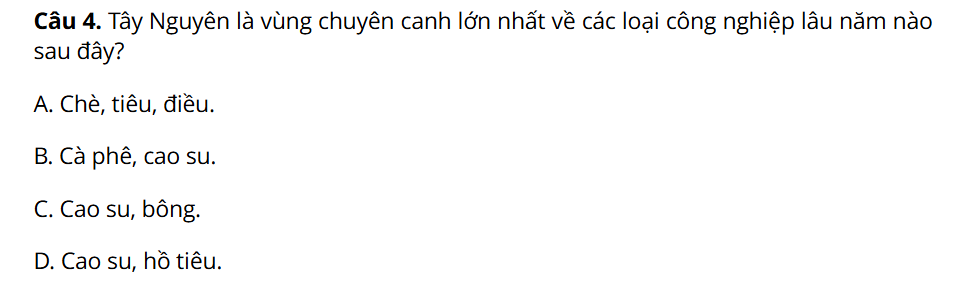 Câu 4. Tây Nguyên là vùng chuyên canh lớn nhất về các loại công nghiệp lâu năm nào
sau đây?
A. Chè, tiêu, điều.
B. Cà phê, cao su.
C. Cao su, bông.
D. Cao su, hồ tiêu.